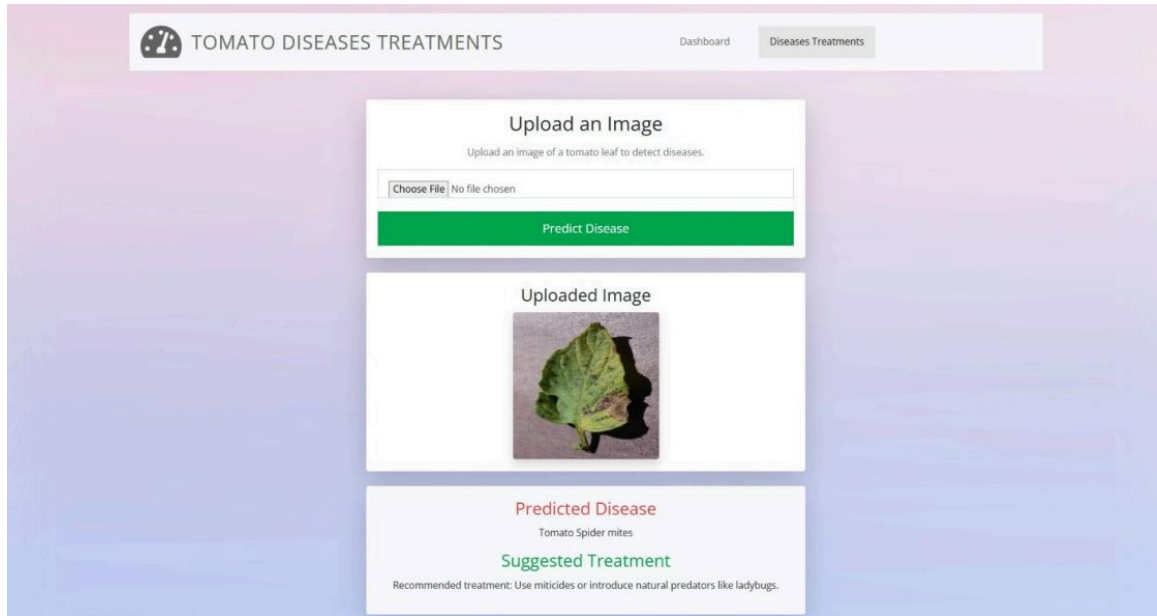 TOMATO DISEASES TREATMENTS
Dashboard
Diseases Treatments
Upload an Image
Upload an image of a tomato leaf to detect diseases.
Choose File No file chosen
Predict Disease
Uploaded Image
Predicted Disease
Tomato Spider mites
Suggested Treatment
Recommended treatment: Use miticides or introduce natural predators like ladybugs.